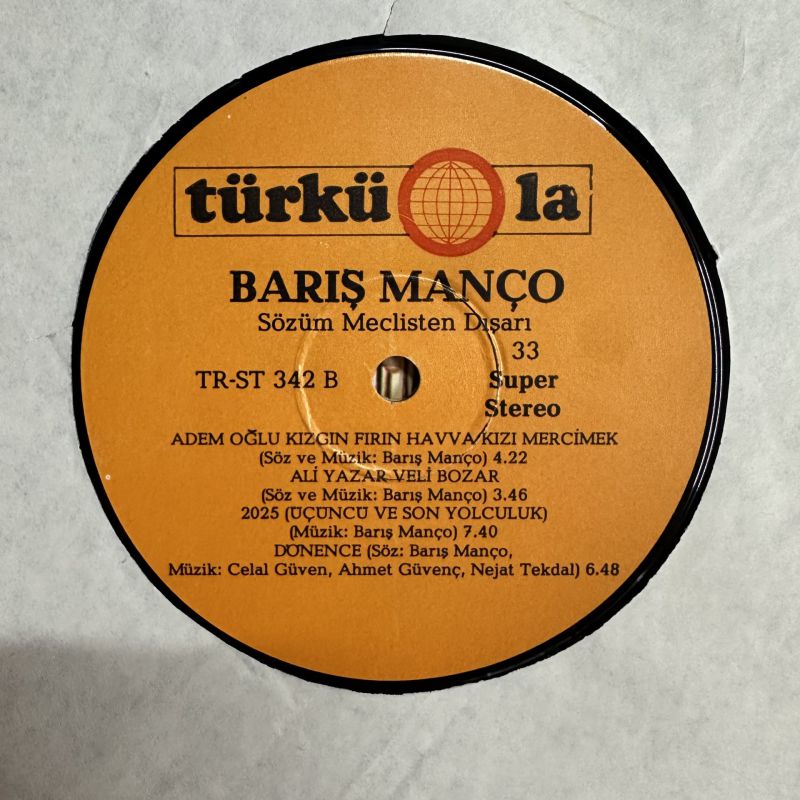 türküola
BARIŞ MANÇO
Sözüm Meclisten Dışarı
33
TR-ST 342 B Super
Stereo
ADEM OĞLU KIZGIN FIRIN HAVVA KIZI MERCİMEK
(Söz ve Müzik: Barış Manço) 4.22
ALİ YAZAR VELİ BOZAR
(Söz ve Müzik: Barış Manço) 3.46
2025 (ÜÇÜNCÜ VE SON YOLCULUK)
(Müzik: Barış Manço) 7.40
DÖNENCE (Söz: Barış Manço,
Müzik: Celal Güven, Ahmet Güvenç, Nejat Tekdal) 6.48